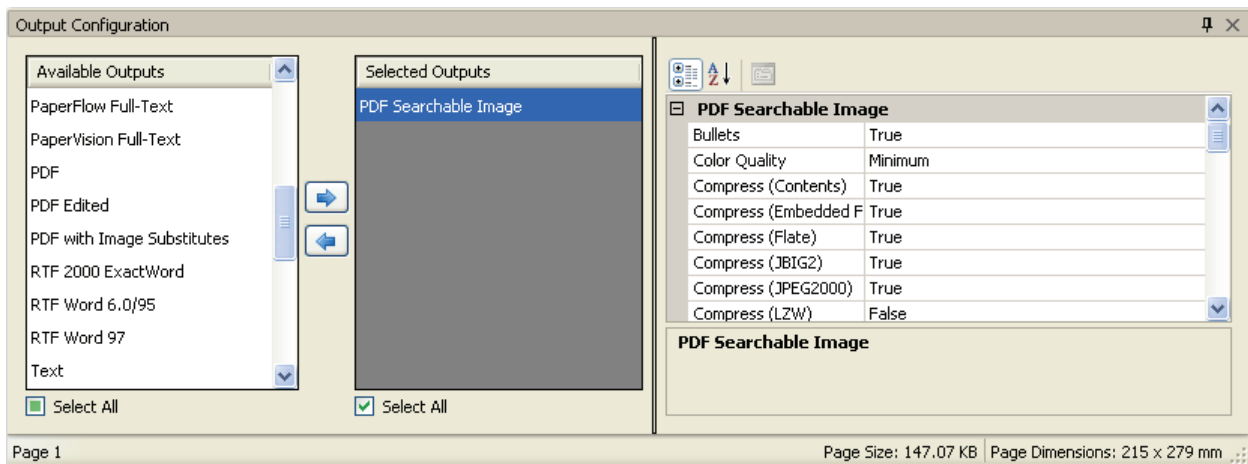 Output Configuration
Available Outputs
PaperFlow Full-Text
PaperVision Full-Text
PDF
PDF Edited
PDF with Image Substitutes
RTF 2000 ExactWord
RTF Word 6.0/95
RTF Word 97
Text
Select All
Selected Outputs
PDF Searchable Image
Select All
PDF Searchable Image
Bullets True
Color Quality Minimum
Compress (Contents) True
Compress (Embedded F True
Compress (Flate) True
Compress (JBIG2) True
Compress (JPEG2000) True
Compress (LZW) False
PDF Searchable Image
Page 1
Page Size: 147.07 KB Page Dimensions: 215 x 279 mm